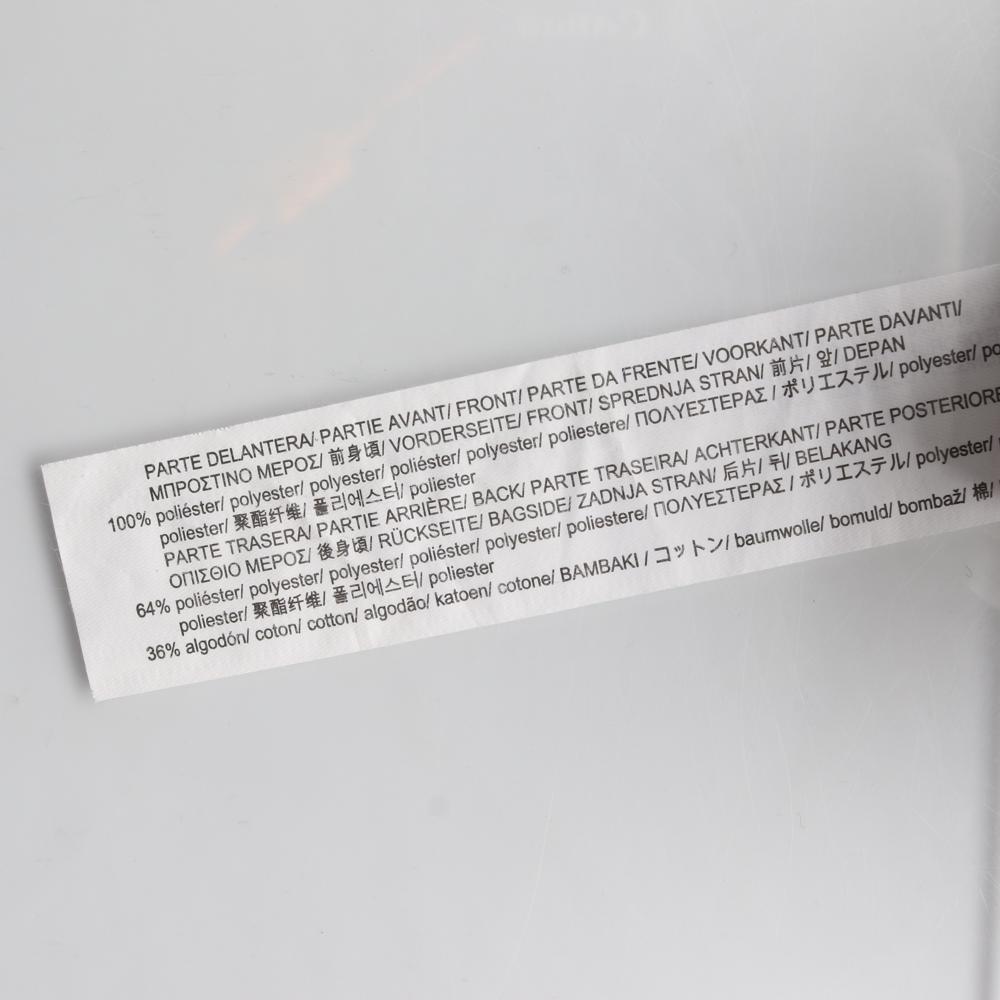 PARTE DELANTERA/ PARTIE AVANT/ FRONT/ PARTE DA FRENTE/ VOORKANT/ PARTE DAVANTI/
ΜΠΡΟΣΤΙΝΟ ΜΕΡΟΣ/ 前身頃/ VORDERSEITE/ FRONT/ SPREDNJA STRAN/ 前片/ 앞/ DEPAN
100% poliéster/ polyester/ polyester/ poliéster/ polyester/ poliestere/ ΠΟΛΥΕΣΤΕΡΑΣ / ポリエステル/ polyester/ po
poliester/ 聚酯纤维/ 폴리에스터/ poliester
PARTE TRASERA/ PARTIE ARRIÈRE/ BACK/ PARTE TRASEIRA/ ACHTERKANT/ PARTE POSTERIORE
ΟΠΙΣΘΙΟ ΜΕΡΟΣ/ 後身頃/ RÜCKSEITE/ BAGSIDE/ ZADNJA STRAN/ 后片/ 뒤/ BELAKANG
64% poliéster/ polyester/ polyester/ poliéster/ polyester/ poliestere/ ΠΟΛΥΕΣΤΕΡΑΣ / ポリエステル/ polyester/
poliester/ 聚酯纤维/ 폴리에스터/ poliester
36% algodón/ coton/ cotton/ algodão/ katoen/ cotone/ ΒΑΜΒΑΚΙ / コットン/ baumwolle/ bomuld/ bombaž/ 棉/